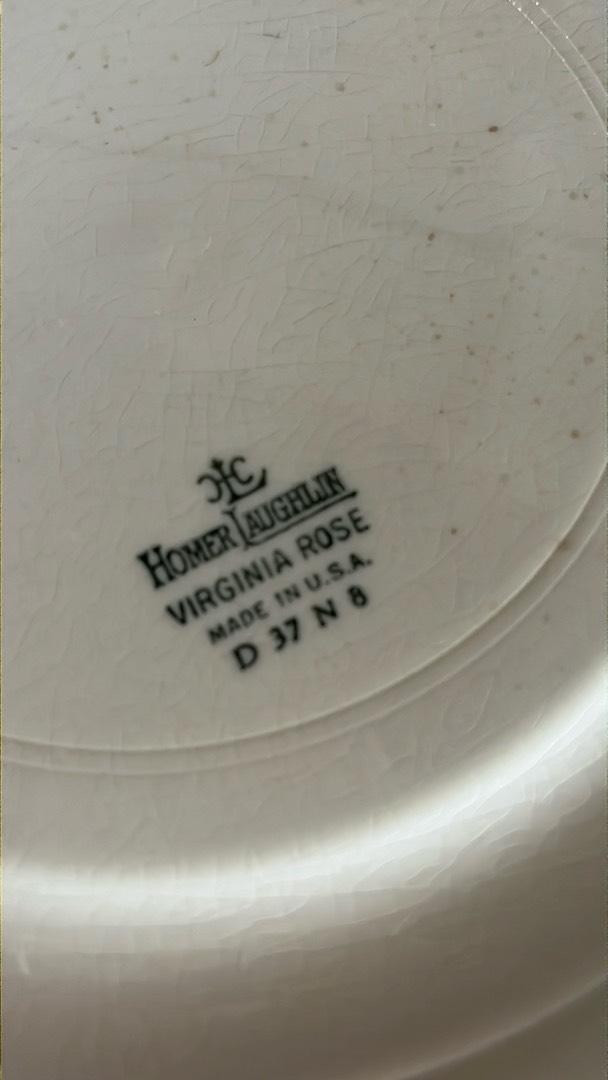 HLC
HOMER LAUGHLIN
VIRGINIA ROSE
MADE IN U.S.A.
D 37 N 8